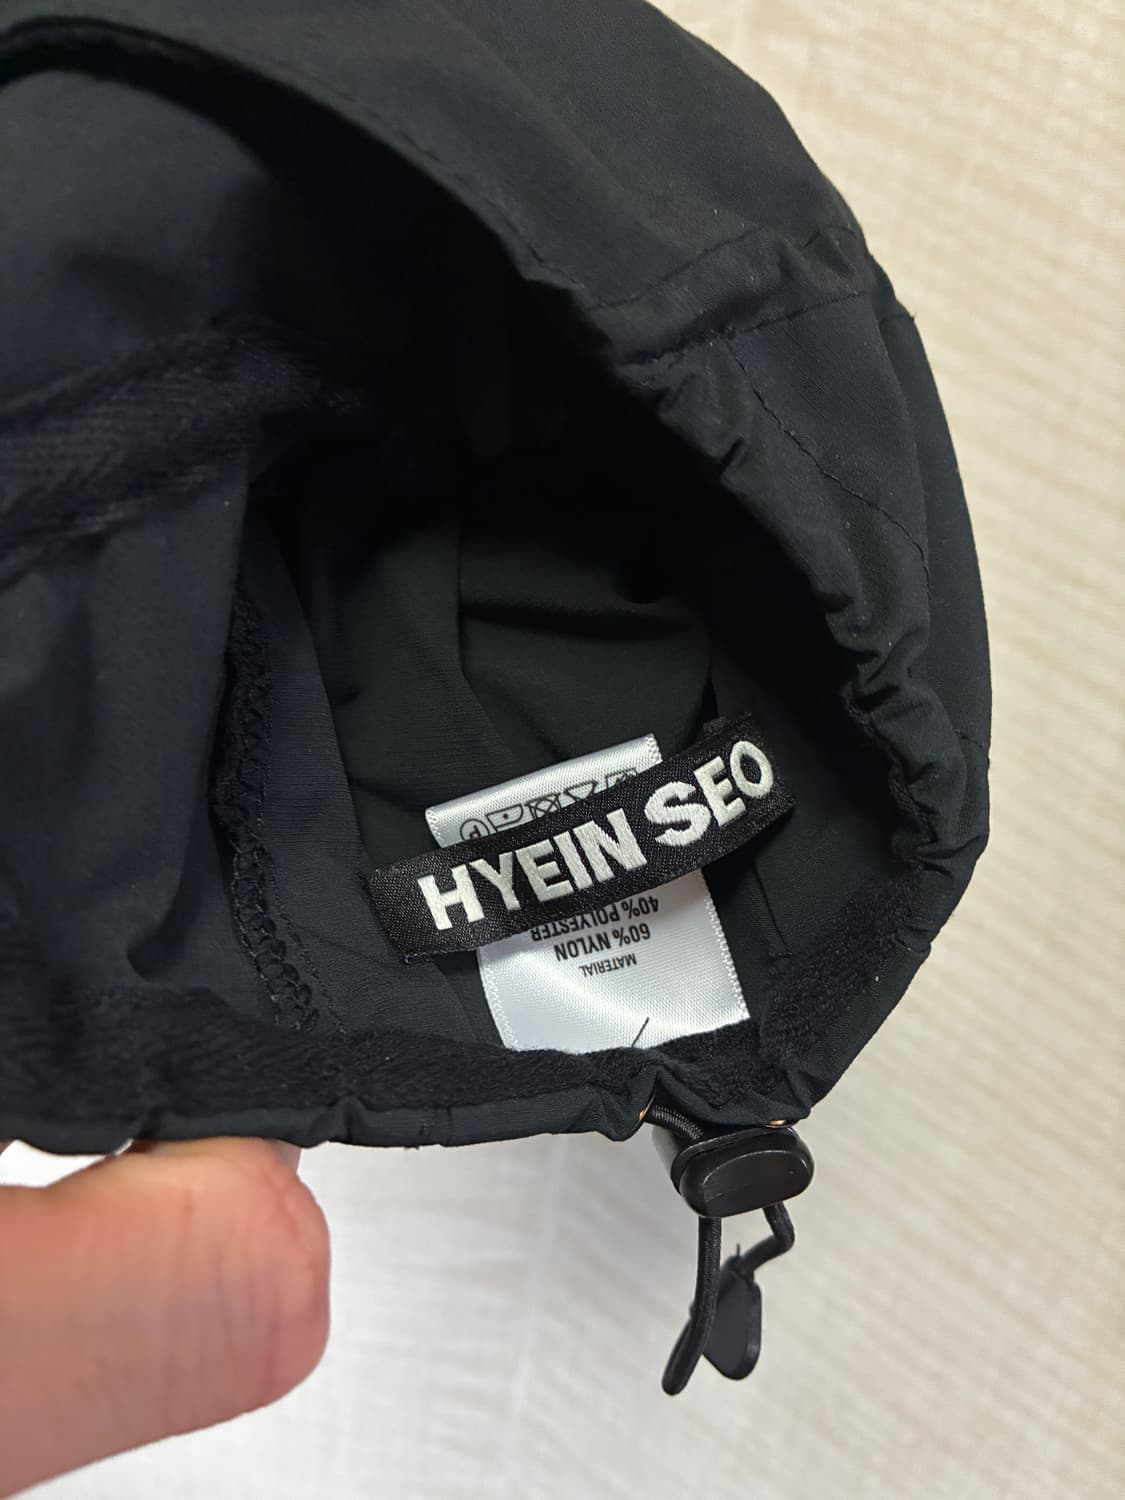 HYEIN SEO
MATERIAL
60% NYLON
40% POLYESTER